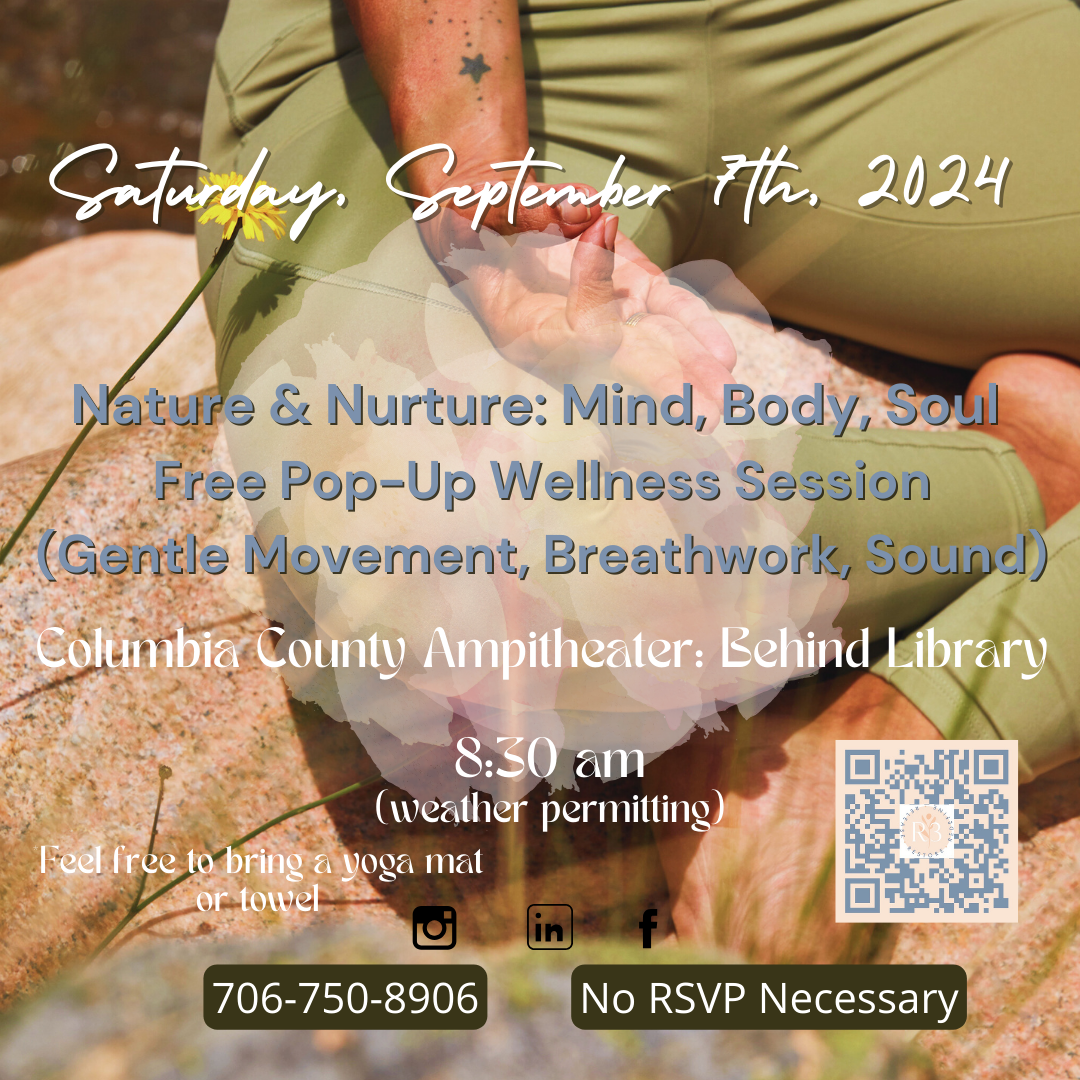 Saturday, September 7th, 2024
Nature & Nurture: Mind, Body, Soul
Free Pop-Up Wellness Session
(Gentle Movement, Breathwork, Sound)
Columbia County Ampitheater: Behind Library
8:30 am
(weather permitting)
Feel free to bring a yoga mat
or towel
in
706-750-8906
No RSVP Necessary